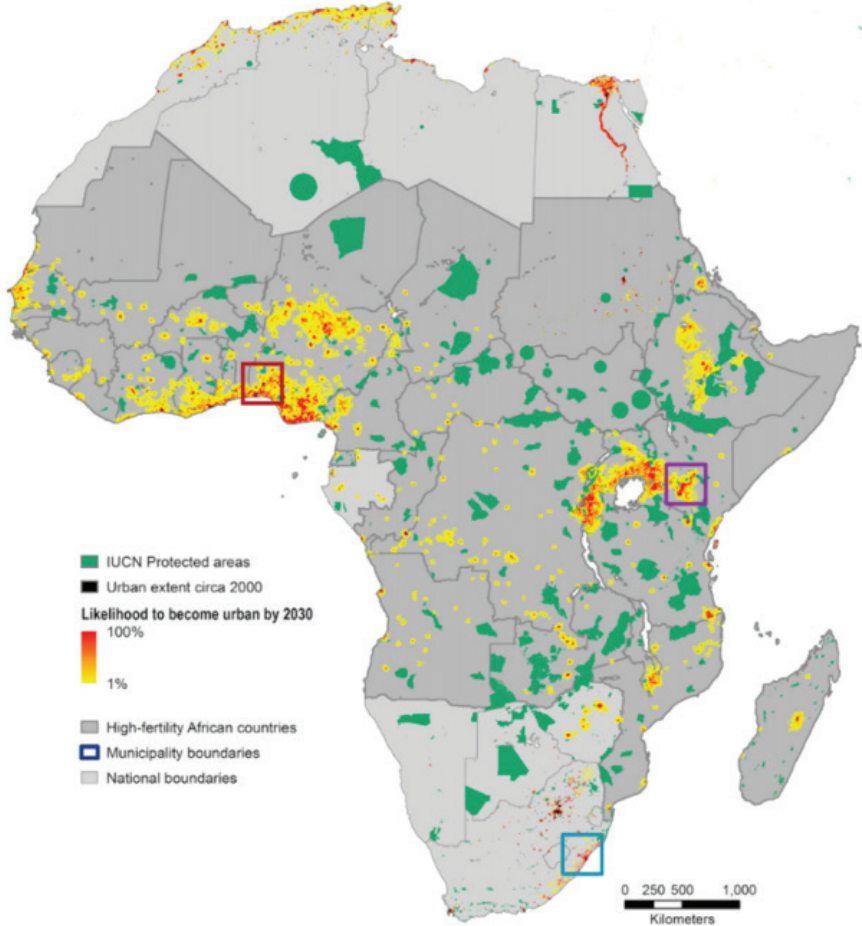 IUCN Protected areas
Urban extent circa 2000
Likelihood to become urban by 2030
100%
1%
High-fertility African countries
Municipality boundaries
National boundaries
0 250 500 1,000
Kilometers